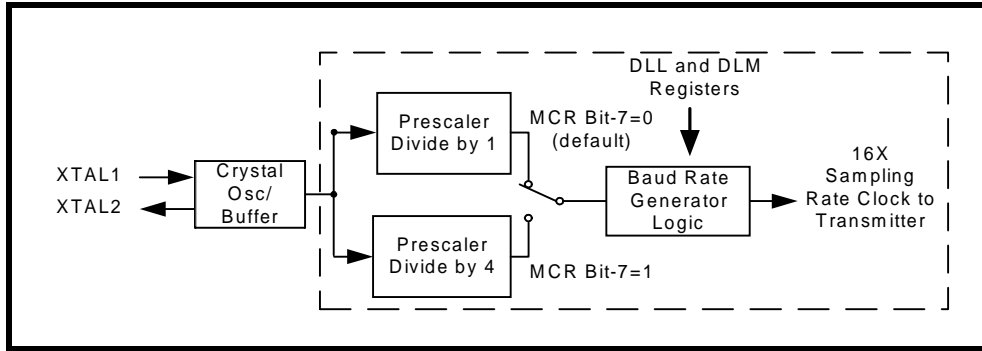 DLL and DLM
Registers
Prescaler
Divide by 1
MCR Bit-7=0
(default)
XTAL1
XTAL2
Crystal
Osc/
Buffer
Baud Rate
Generator
Logic
16X
Sampling
Rate Clock to
Transmitter
Prescaler
Divide by 4
MCR Bit-7=1